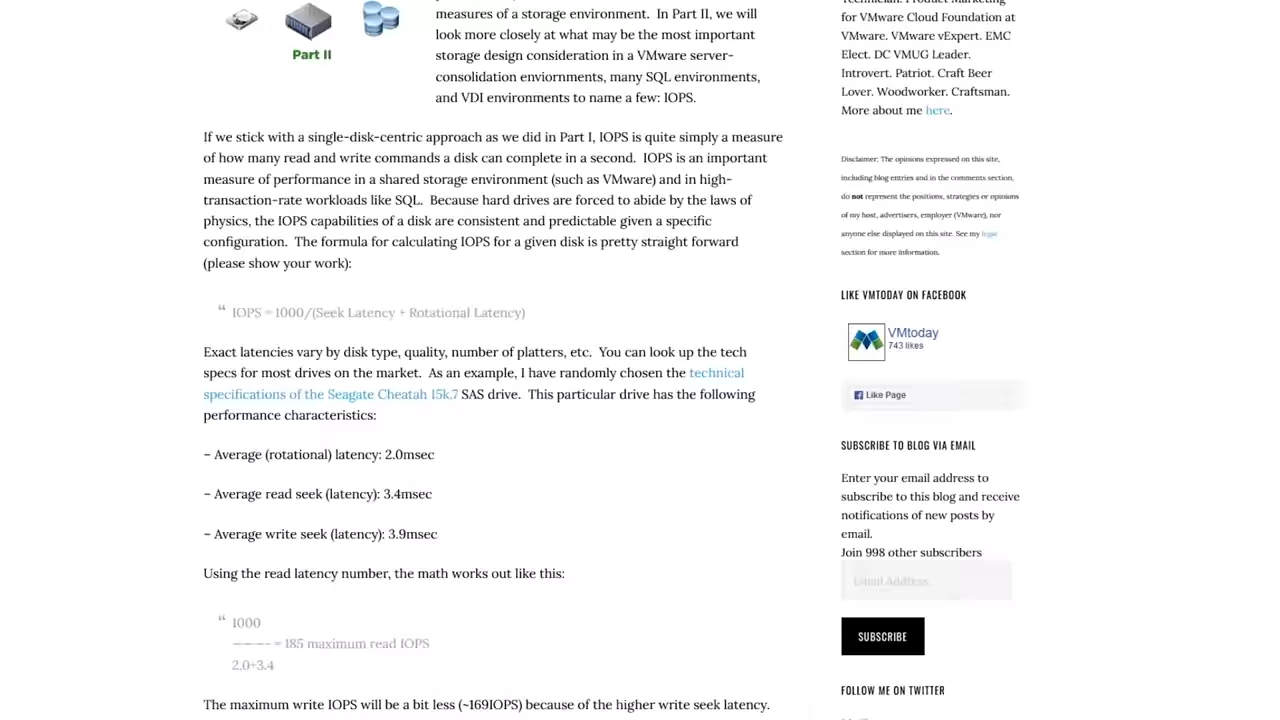 Part II
measures of a storage environment.  In Part II, we will
look more closely at what may be the most important
storage design consideration in a VMware server-
consolidation enviornments, many SQL environments,
and VDI environments to name a few: IOPS.
If we stick with a single-disk-centric approach as we did in Part I, IOPS is quite simply a measure
of how many read and write commands a disk can complete in a second.  IOPS is an important
measure of performance in a shared storage environment (such as VMware) and in high-
transaction-rate workloads like SQL.  Because hard drives are forced to abide by the laws of
physics, the IOPS capabilities of a disk are consistent and predictable given a specific
configuration.  The formula for calculating IOPS for a given disk is pretty straight forward
(please show your work):
“ IOPS = 1000/(Seek Latency + Rotational Latency)
Exact latencies vary by disk type, quality, number of platters, etc.  You can look up the tech
specs for most drives on the market.  As an example, I have randomly chosen the technical
specifications of the Seagate Cheatah 15k.7 SAS drive.  This particular drive has the following
performance characteristics:
– Average (rotational) latency: 2.0msec
– Average read seek (latency): 3.4msec
– Average write seek (latency): 3.9msec
Using the read latency number, the math works out like this:
“ 1000
———– = 185 maximum read IOPS
2.0+3.4
The maximum write IOPS will be a bit less (~169IOPS) because of the higher write seek latency.
for VMware Cloud Foundation at
VMware. VMware vExpert. EMC
Elect. DC VMUG Leader.
Introvert. Patriot. Craft Beer
Lover. Woodworker. Craftsman.
More about me here.
Disclaimer: The opinions expressed on this site,
including blog entries and in the comments section,
do not represent the positions, strategies or opinions
of my host, advertisers, employer (VMware), nor
anyone else displayed on this site. See my legal
section for more information.
LIKE VMTODAY ON FACEBOOK
VMtoday
743 likes
Like Page
SUBSCRIBE TO BLOG VIA EMAIL
Enter your email address to
subscribe to this blog and receive
notifications of new posts by
email.
Join 998 other subscribers
Email Address
SUBSCRIBE
FOLLOW ME ON TWITTER